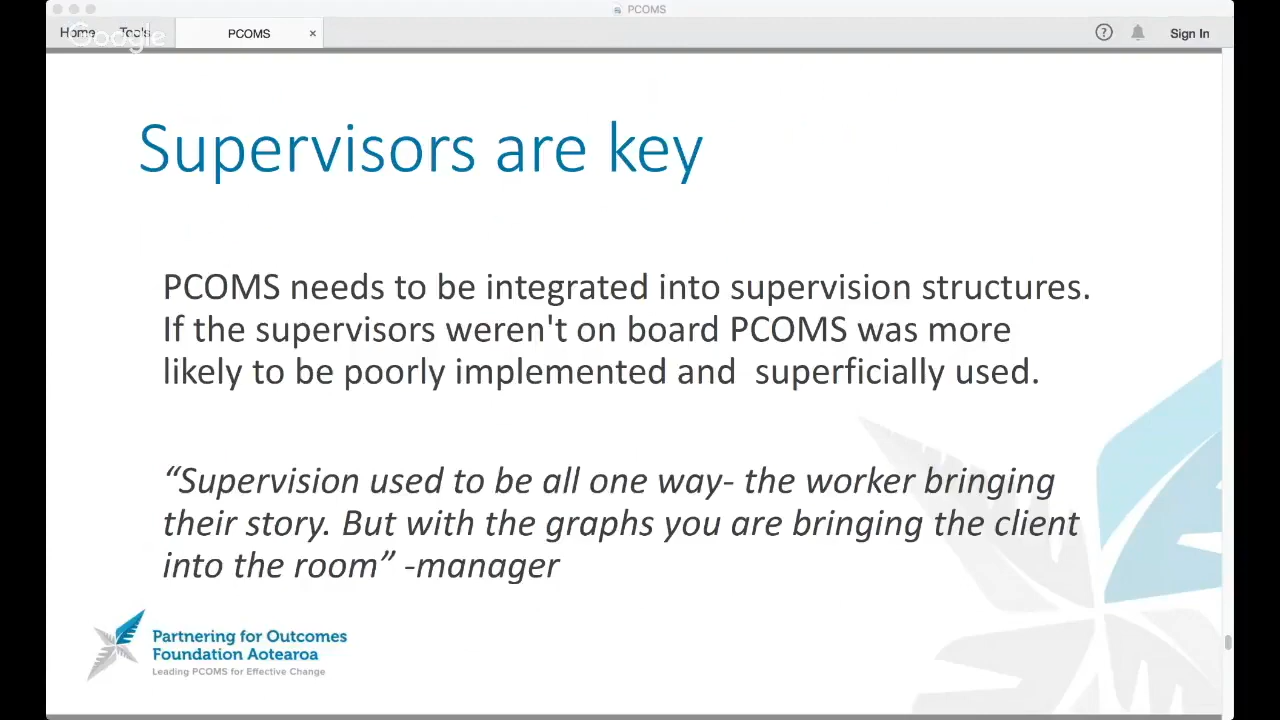 PCOMS
Home Tools PCOMS × ? Sign In
Google
Supervisors are key
PCOMS needs to be integrated into supervision structures.
If the supervisors weren't on board PCOMS was more
likely to be poorly implemented and  superficially used.
“Supervision used to be all one way- the worker bringing
their story. But with the graphs you are bringing the client
into the room” -manager
Partnering for Outcomes
Foundation Aotearoa
Leading PCOMS for Effective Change